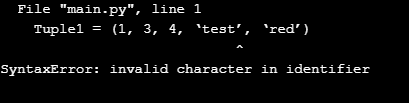 File "main.py", line 1
Tuple1 = (1, 3, 4, ‘test’, ‘red’)
^
SyntaxError: invalid character in identifier